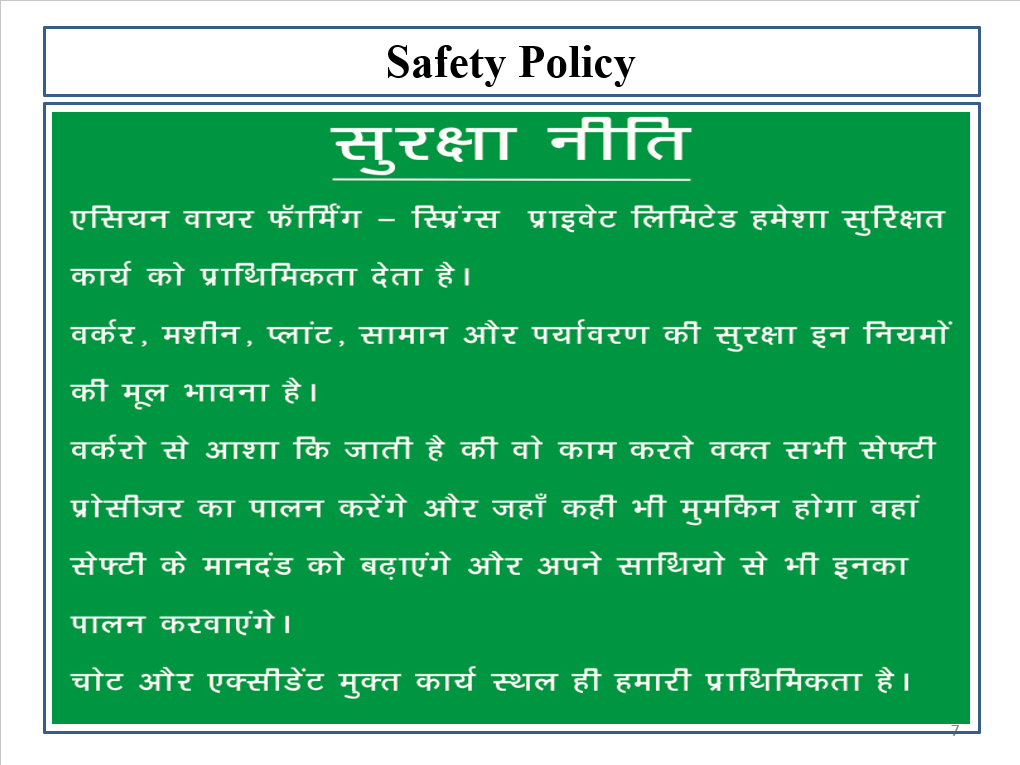 Safety Policy
सुरक्षा नीति
एसियन वायर फॉर्मिंग – स्प्रिंग्स प्राइवेट लिमिटेड हमेशा सुरिक्षत
कार्य को प्राथिमिकता देता है।
वर्कर, मशीन, प्लांट, सामान और पर्यावरण की सुरक्षा इन नियमों
की मूल भावना है।
वर्करो से आशा कि जाती है की वो काम करते वक्त सभी सेफ्टी
प्रोसीजर का पालन करेंगे और जहाँ कही भी मुमकिन होगा वहां
सेफ्टी के मानदंड को बढ़ाएंगे और अपने साथियो से भी इनका
पालन करवाएंगे।
चोट और एक्सीडेंट मुक्त कार्य स्थल ही हमारी प्राथिमिकता है।
7